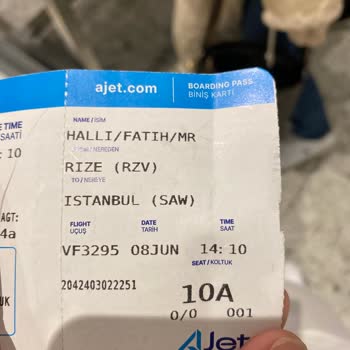 ajet.com
BOARDING PASS
BİNİŞ KARTI
E TIME
SAATİ
: 10
NAME/İSİM
HALLI/FATIH/MR
RIZE (RZV)
TO/NEREYE
ISTANBUL (SAW)
AGT:
4a
FLIGHT DATE TIME
UÇUŞ TARİH SAAT
VF3295 08JUN 14:10
SEAT/KOLTUK
2042403022251
10A
0/0 001
AJet
UK